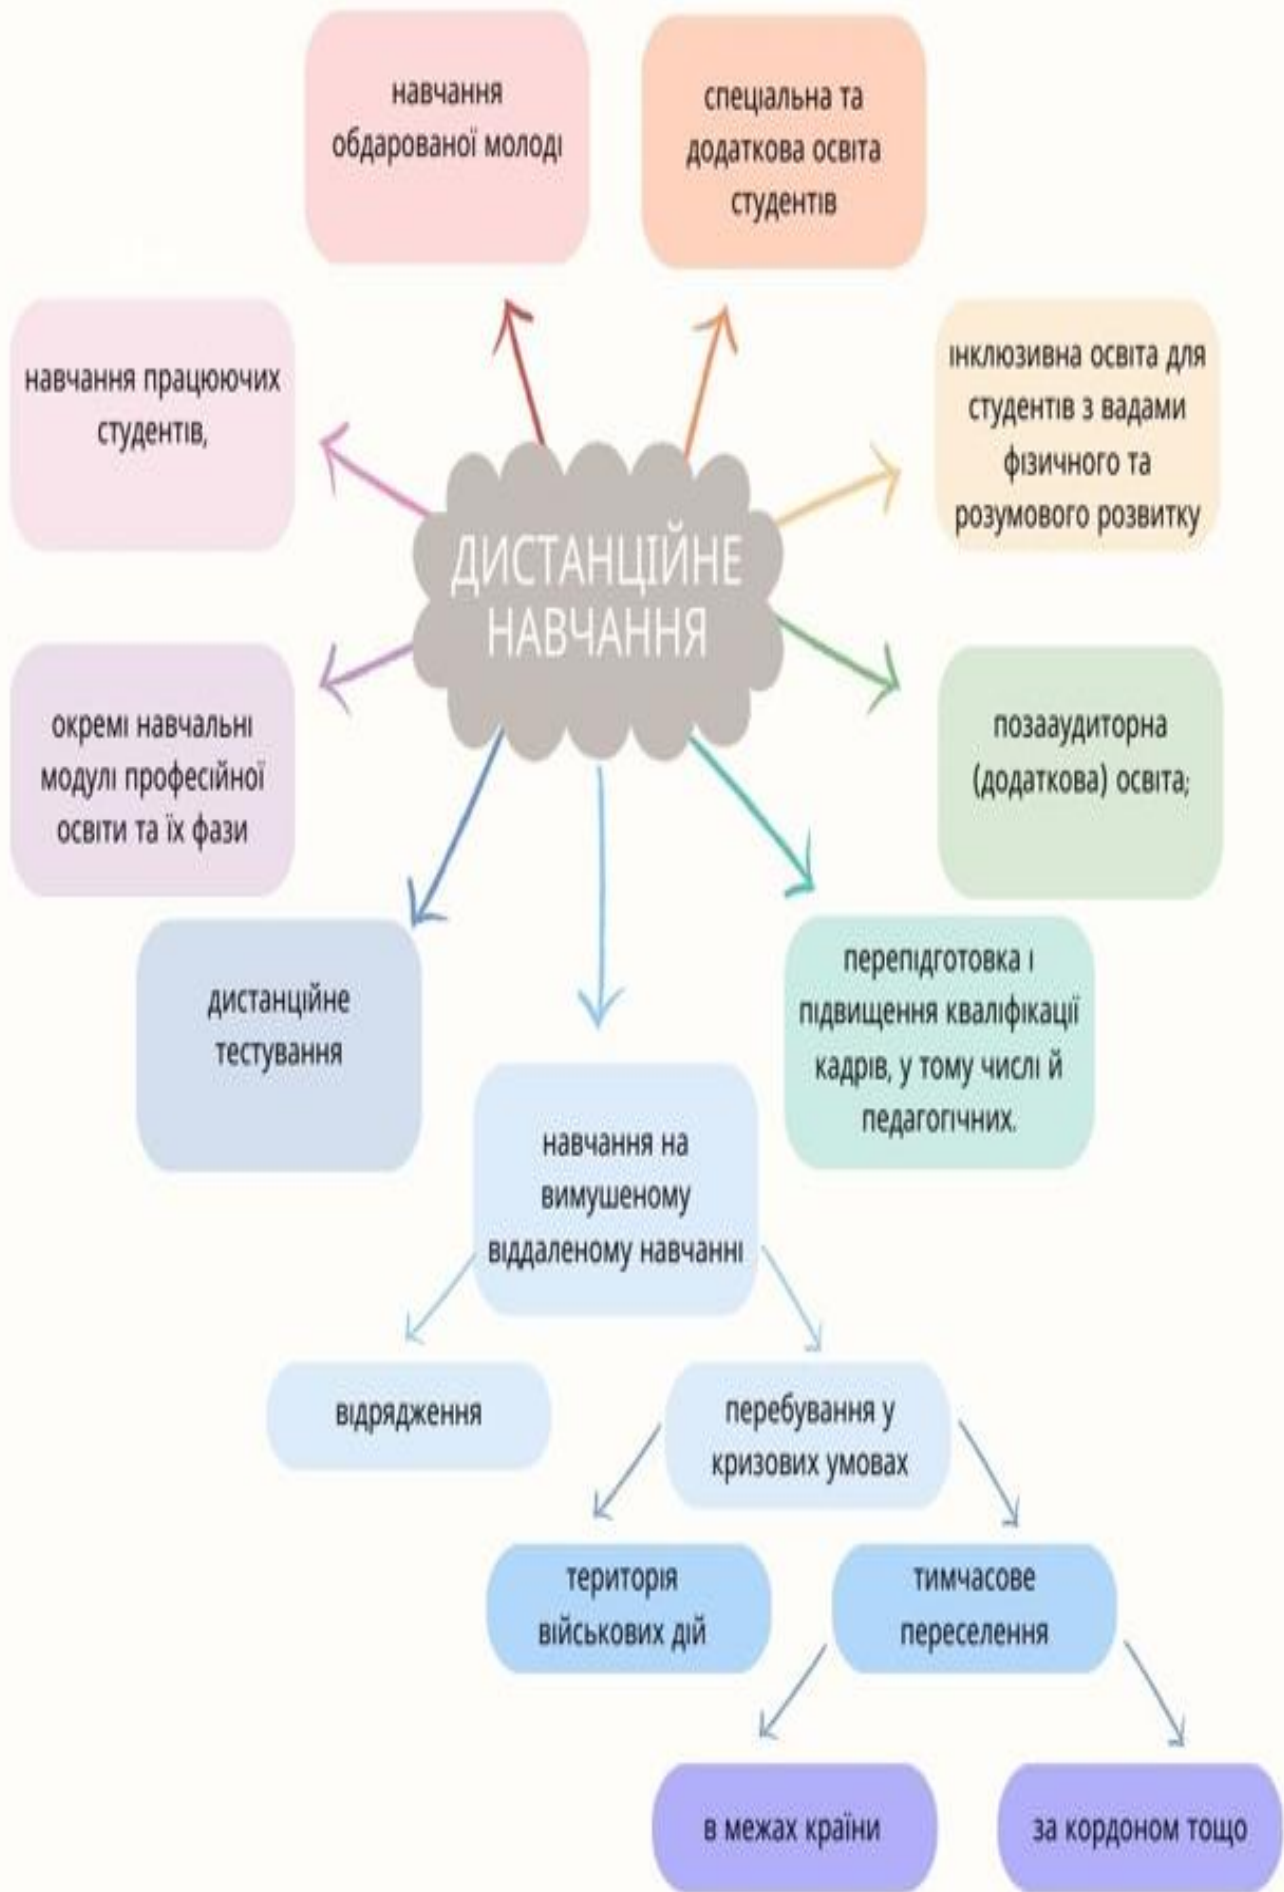 навчання
обдарованої молоді
спеціальна та
додаткова освіта
студентів
навчання працюючих
студентів,
інклюзивна освіта для
студентів з вадами
фізичного та
розумового розвитку
ДИСТАНЦІЙНЕ
НАВЧАННЯ
окремі навчальні
модулі професійної
освіти та їх фази
позааудиторна
(додаткова) освіта;
дистанційне
тестування
перепідготовка і
підвищення кваліфікації
кадрів, у тому числі й
педагогічних.
навчання на
вимушеному
віддаленому навчанні
відрядження
перебування у
кризових умовах
територія
військових дій
тимчасове
переселення
в межах країни
за кордоном тощо